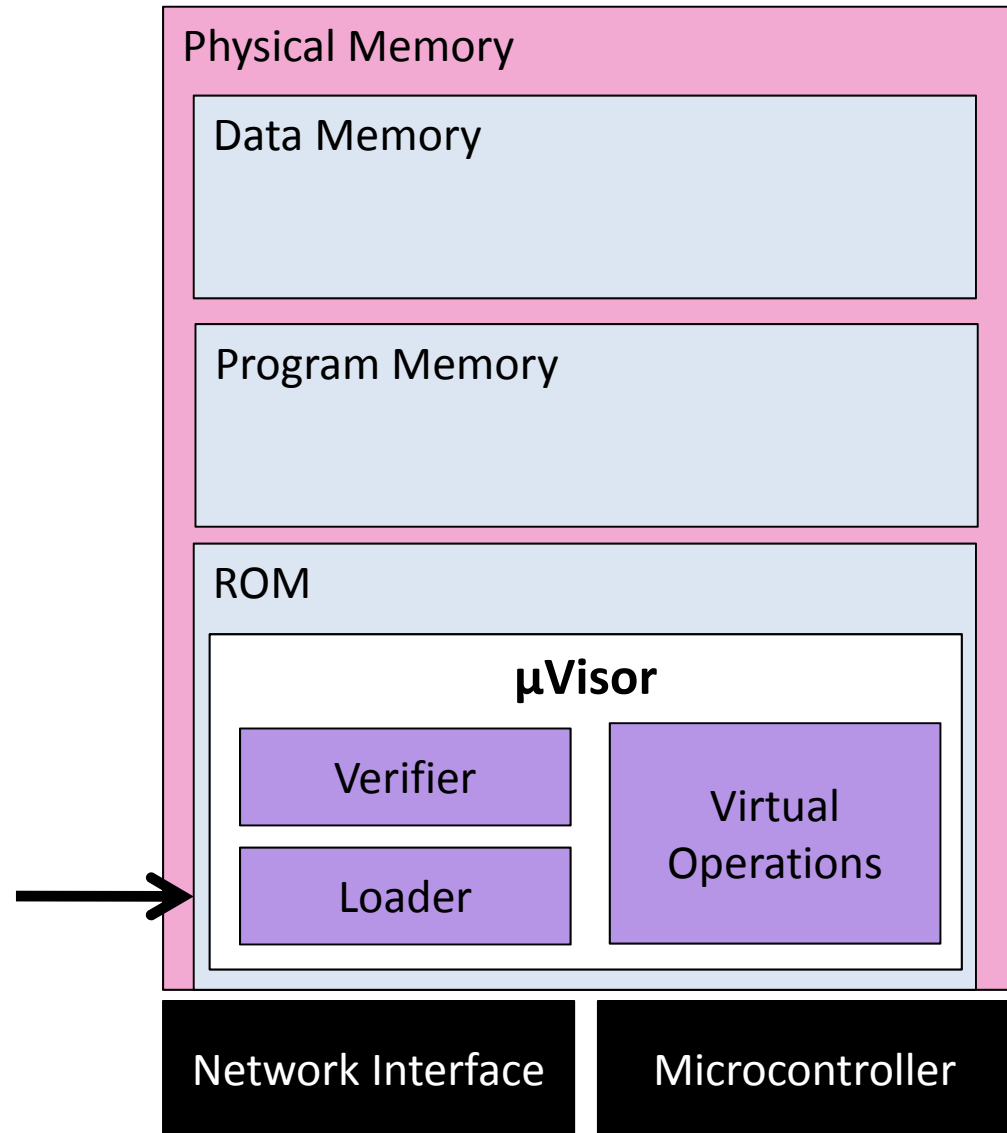 Physical Memory
Data Memory
Program Memory
ROM
µVisor
Verifier
Loader
Virtual
Operations
Network Interface
Microcontroller